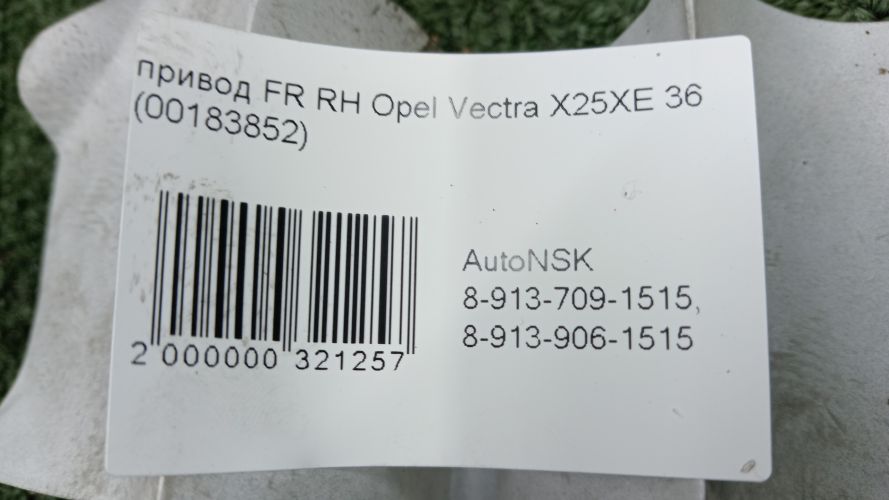 привод FR RH Opel Vectra X25XE 36
(00183852)
AutoNSK
8-913-709-1515,
8-913-906-1515
2 000000 321257